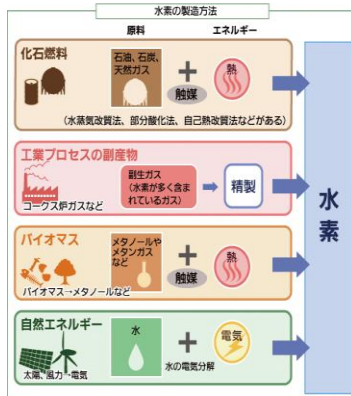 水素の製造方法
原料
エネルギー
化石燃料
石油、石炭、
天然ガス
+
触媒
熱
(水蒸気改質法、部分酸化法、自己熱改質法などがある)
工業プロセスの副産物
コークス炉ガスなど
副生ガス
(水素が多く含ま
れているガス)
精製
バイオマス
バイオマス→メタノールなど
メタノールや
メタンガス
など
+
触媒
熱
自然エネルギー
太陽、風力→電気
水
+
電気
水の電気分解
水素